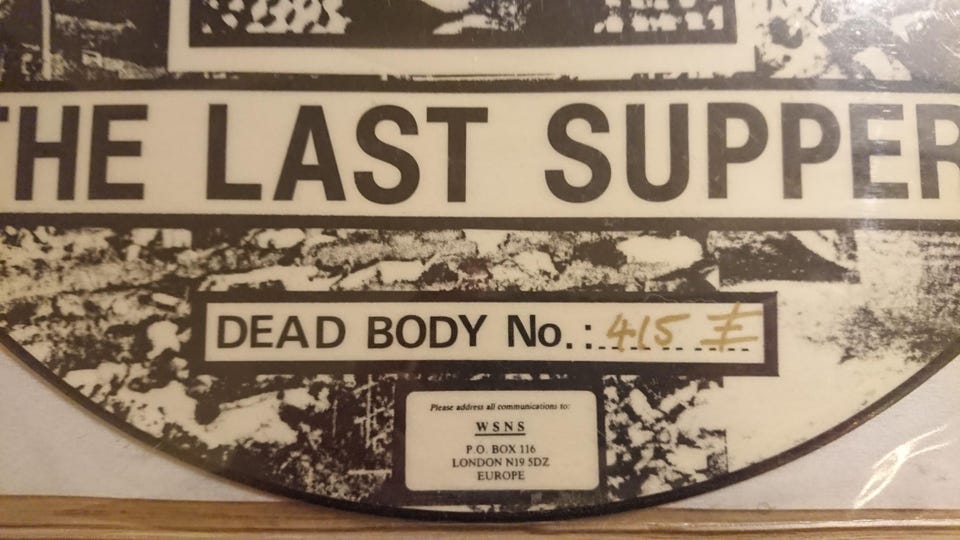 THE LAST SUPPER
DEAD BODY No.: 415 E
Please address all communications to:
WSNS
P.O. BOX 116
LONDON N19 5DZ
EUROPE